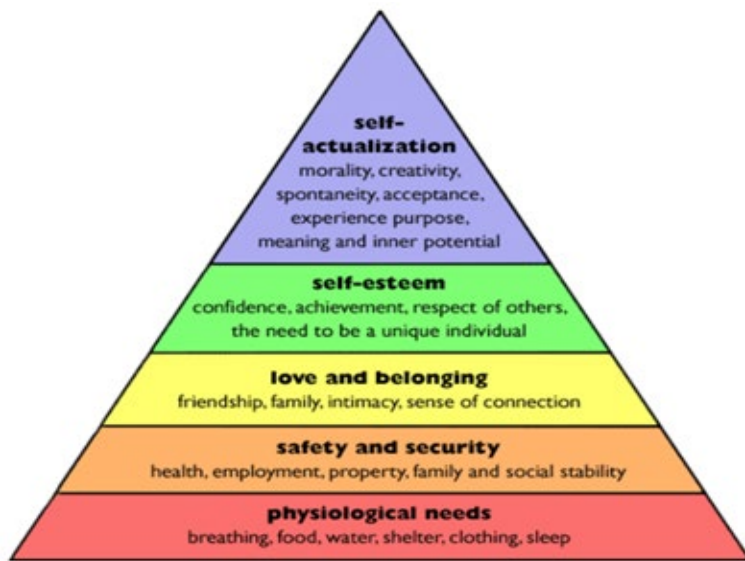 self-
actualization
morality, creativity,
spontaneity, acceptance,
experience purpose,
meaning and inner potential
self-esteem
confidence, achievement, respect of others,
the need to be a unique individual
love and belonging
friendship, family, intimacy, sense of connection
safety and security
health, employment, property, family and social stability
physiological needs
breathing, food, water, shelter, clothing, sleep